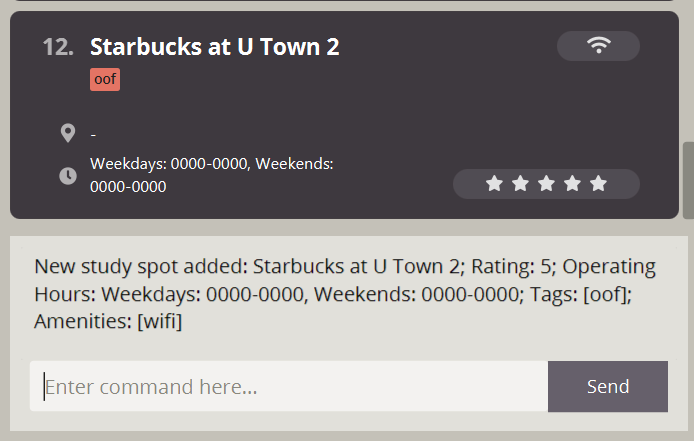 12. Starbucks at U Town 2
oof
-
Weekdays: 0000-0000, Weekends:
0000-0000
New study spot added: Starbucks at U Town 2; Rating: 5; Operating
Hours: Weekdays: 0000-0000, Weekends: 0000-0000; Tags: [oof];
Amenities: [wifi]
Enter command here...
Send